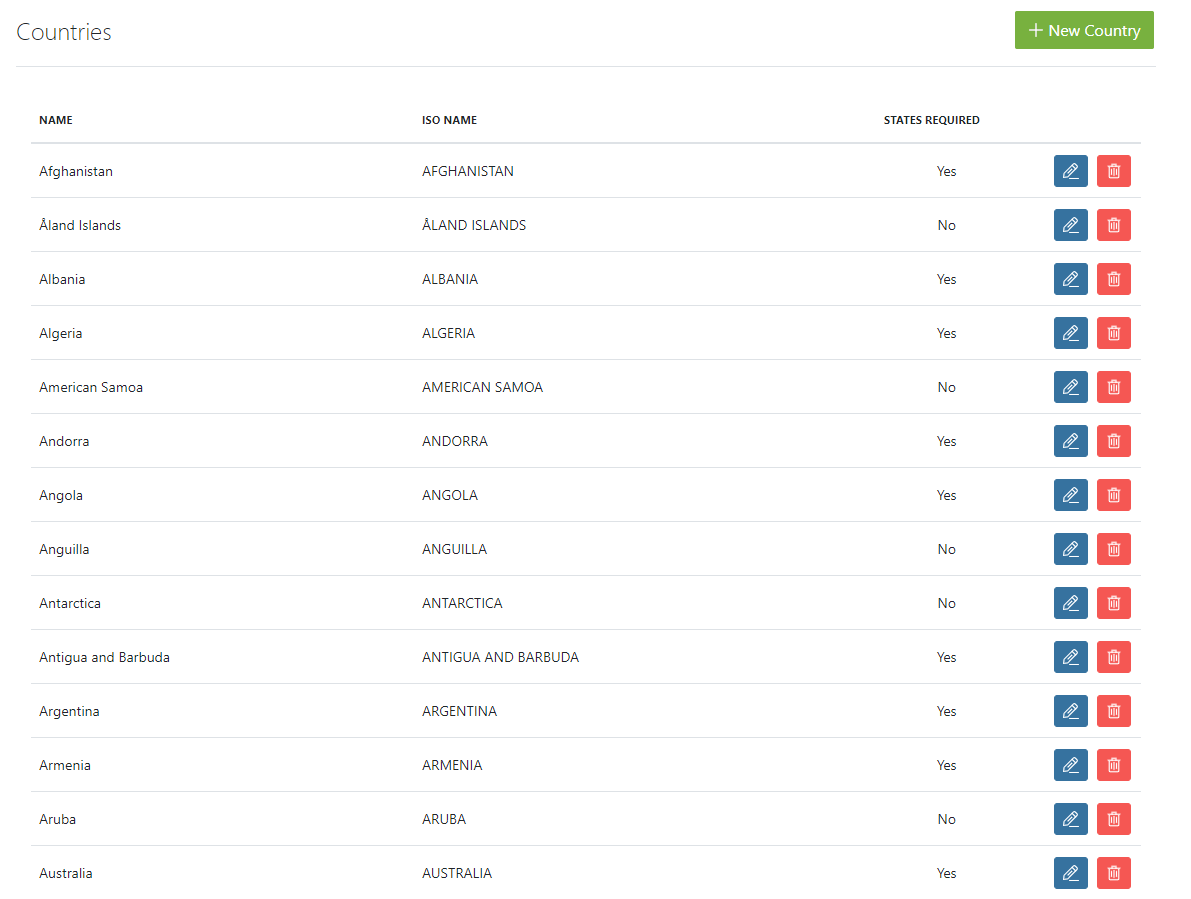 Countries
New Country
NAME ISO NAME STATES REQUIRED
Afghanistan AFGHANISTAN Yes
Åland Islands ÅLAND ISLANDS No
Albania ALBANIA Yes
Algeria ALGERIA Yes
American Samoa AMERICAN SAMOA No
Andorra ANDORRA Yes
Angola ANGOLA Yes
Anguilla ANGUILLA No
Antarctica ANTARCTICA No
Antigua and Barbuda ANTIGUA AND BARBUDA Yes
Argentina ARGENTINA Yes
Armenia ARMENIA Yes
Aruba ARUBA No
Australia AUSTRALIA Yes